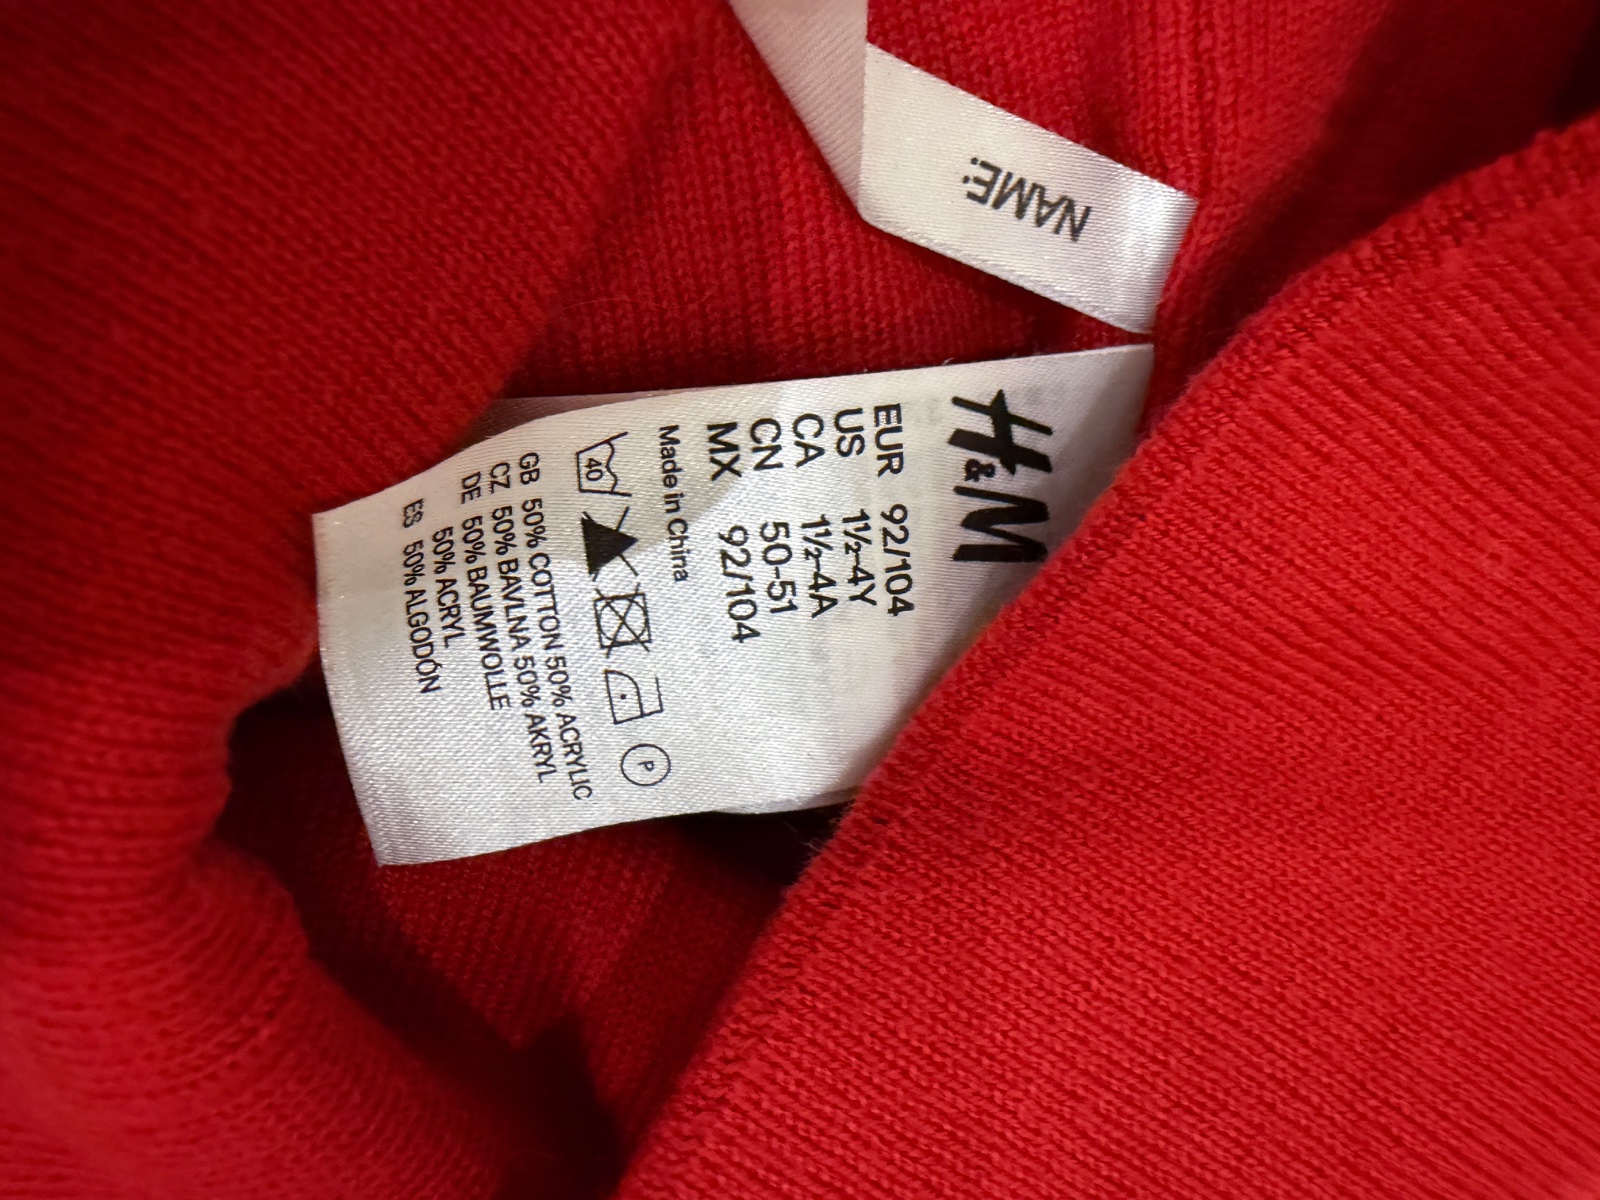 NAME:
H&M
EUR 92/104
US 1½-4Y
CA 1½-4A
CN 50-51
MX 92/104
Made in China
40
P
GB 50% COTTON 50% ACRYLIC
CZ 50% BAVLNA 50% AKRYL
DE 50% BAUMWOLLE
50% ACRYL
ES 50% ALGODÓN